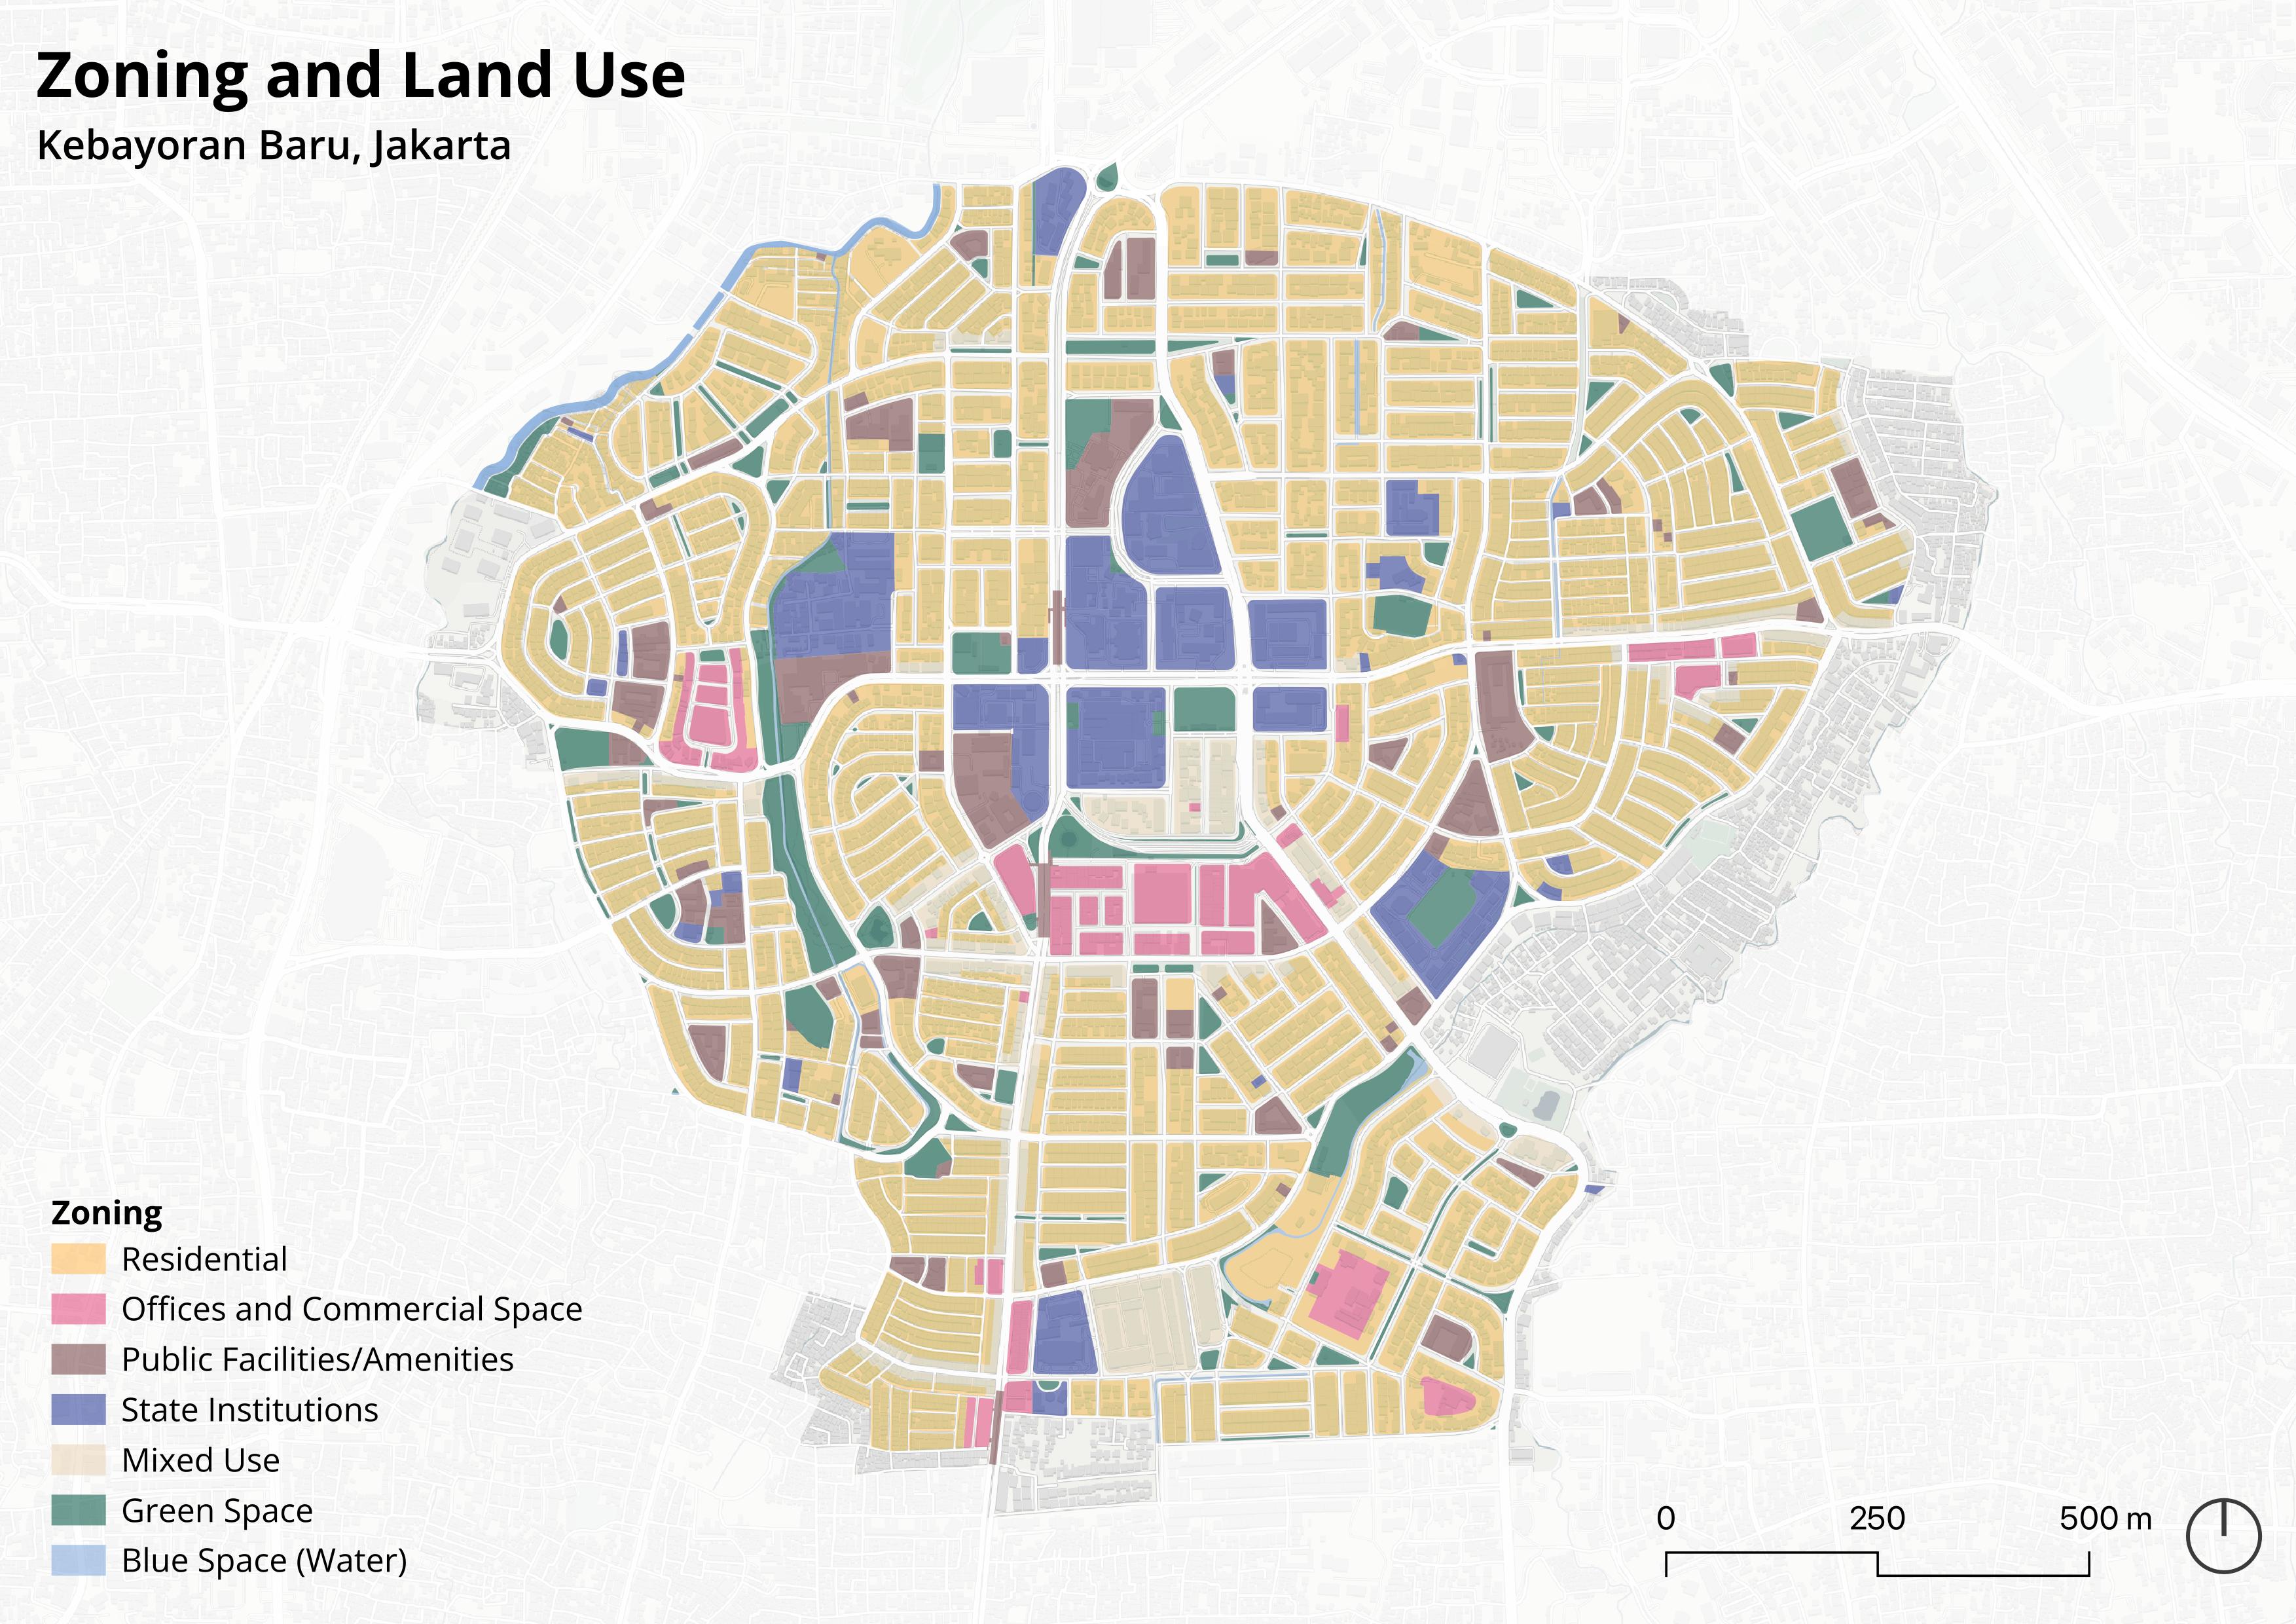 Zoning and Land Use
Kebayoran Baru, Jakarta
Zoning
Residential
Offices and Commercial Space
Public Facilities/Amenities
State Institutions
Mixed Use
Green Space
Blue Space (Water)
0 250 500 m